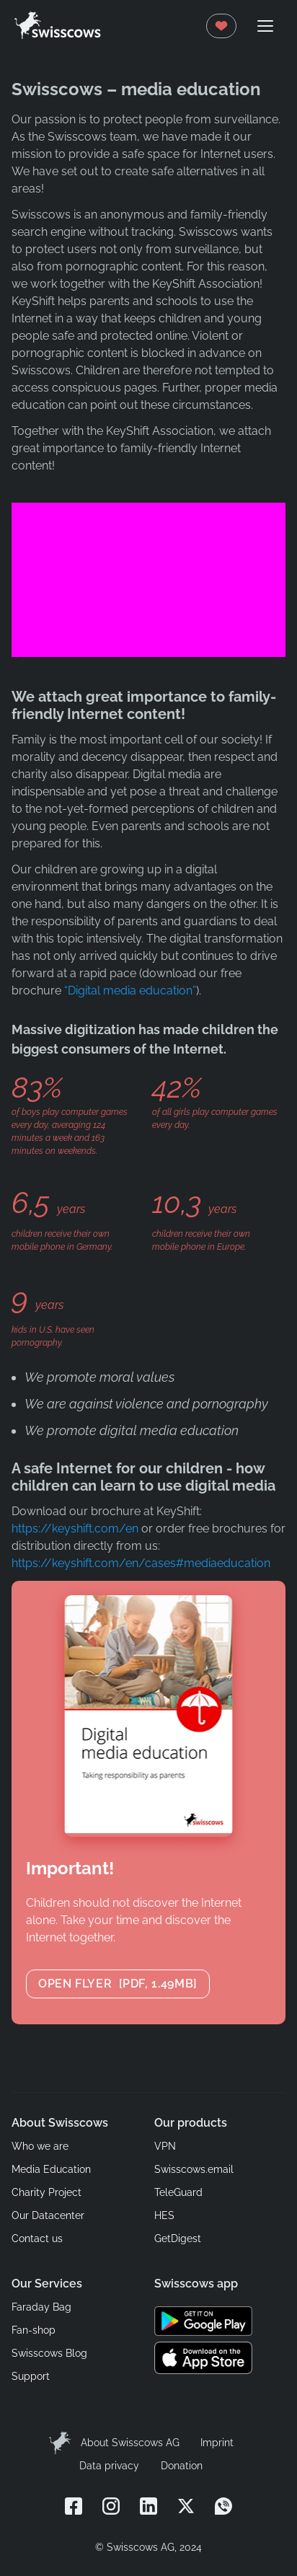 swisscows
Swisscows – media education
Our passion is to protect people from surveillance.
As the Swisscows team, we have made it our
mission to provide a safe space for Internet users.
We have set out to create safe alternatives in all
areas!
Swisscows is an anonymous and family-friendly
search engine without tracking. Swisscows wants
to protect users not only from surveillance, but
also from pornographic content. For this reason,
we work together with the KeyShift Association!
KeyShift helps parents and schools to use the
Internet in a way that keeps children and young
people safe and protected online. Violent or
pornographic content is blocked in advance on
Swisscows. Children are therefore not tempted to
access conspicuous pages. Further, proper media
education can point out these circumstances.
Together with the KeyShift Association, we attach
great importance to family-friendly Internet
content!
We attach great importance to family-
friendly Internet content!
Family is the most important cell of our society! If
morality and decency disappear, then respect and
charity also disappear. Digital media are
indispensable and yet pose a threat and challenge
to the not-yet-formed perceptions of children and
young people. Even parents and schools are not
prepared for this.
Our children are growing up in a digital
environment that brings many advantages on the
one hand, but also many dangers on the other. It is
the responsibility of parents and guardians to deal
with this topic intensively. The digital transformation
has not only arrived quickly but continues to drive
forward at a rapid pace (download our free
brochure "Digital media education").
Massive digitization has made children the
biggest consumers of the Internet.
83%
of boys play computer games
every day, averaging 124
minutes a week and 163
minutes on weekends.
42%
of all girls play computer games
every day.
6,5 years
children receive their own
mobile phone in Germany.
10,3 years
children receive their own
mobile phone in Europe.
9 years
kids in U.S. have seen
pornography.
• We promote moral values
• We are against violence and pornography
• We promote digital media education
A safe Internet for our children - how
children can learn to use digital media
Download our brochure at KeyShift:
https://keyshift.com/en or order free brochures for
distribution directly from us:
https://keyshift.com/en/cases#mediaeducation
Digital
media education
Taking responsibility as parents
swisscows
Important!
Children should not discover the Internet
alone. Take your time and discover the
Internet together.
OPEN FLYER [PDF, 1.49MB]
About Swisscows
Who we are
Media Education
Charity Project
Our Datacenter
Contact us
Our products
VPN
Swisscows.email
TeleGuard
HES
GetDigest
Our Services
Faraday Bag
Fan-shop
Swisscows Blog
Support
Swisscows app
GET IT ON
Google Play
Download on the
App Store
About Swisscows AG
Imprint
Data privacy
Donation
© Swisscows AG, 2024